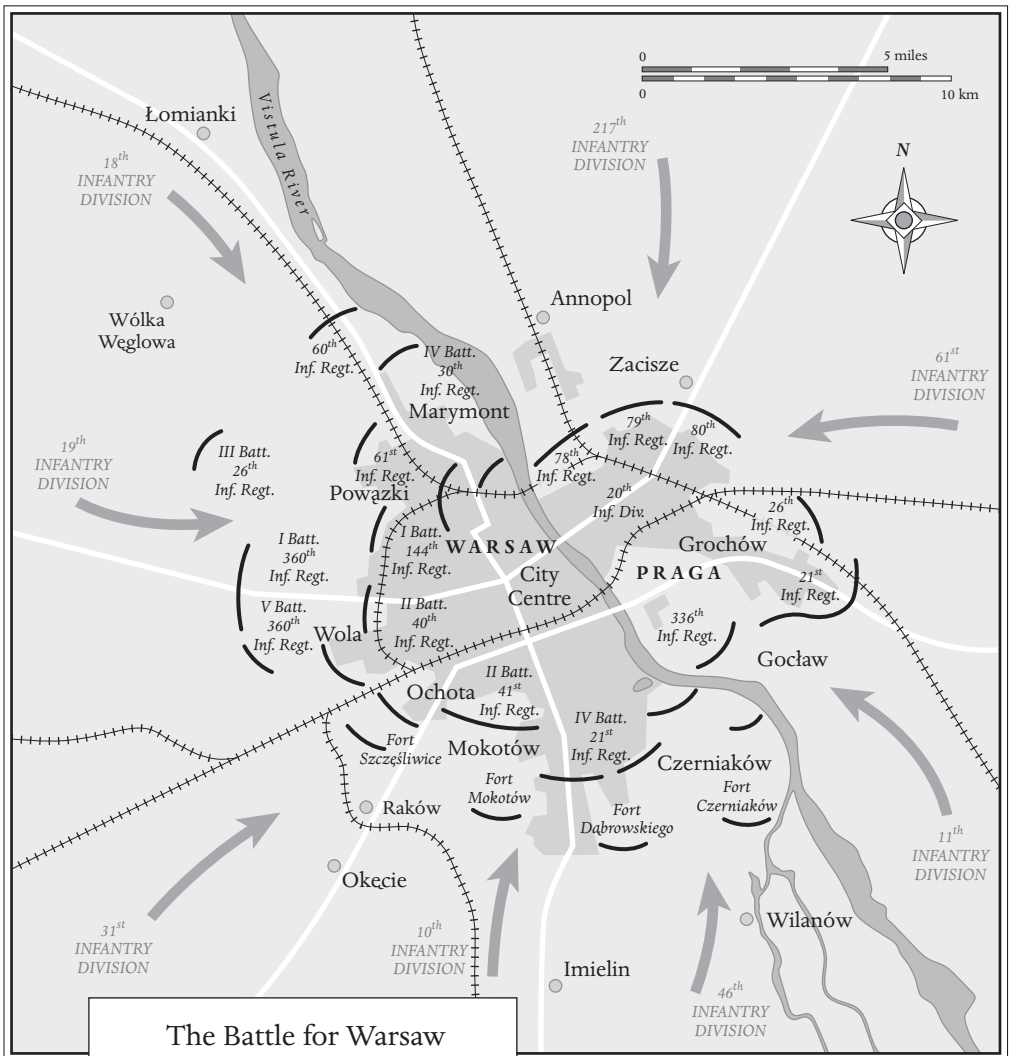 0 5 miles
0 10 km
N
Vistula River
Łomianki
18th
INFANTRY
DIVISION
217th
INFANTRY
DIVISION
Wólka
Węglowa
Annopol
60th
Inf. Regt.
IV Batt.
30th
Inf. Regt.
Marymont
Zacisze
61st
INFANTRY
DIVISION
79th
Inf. Regt.
80th
Inf. Regt.
19th
INFANTRY
DIVISION
III Batt.
26th
Inf. Regt.
61st
Inf. Regt.
Powązki
78th
Inf. Regt.
20th
Inf. Div.
26th
Inf. Regt.
I Batt.
360th
Inf. Regt.
I Batt.
144th
Inf. Regt.
WARSAW
City
Centre
Grochów
PRAGA
21st
Inf. Regt.
V Batt.
360th
Inf. Regt.
Wola
II Batt.
40th
Inf. Regt.
336th
Inf. Regt.
Gocław
Ochota
II Batt.
41st
Inf. Regt.
Fort
Szczęśliwice
Mokotów
IV Batt.
21st
Inf. Regt.
Czerniaków
Fort
Mokotów
Fort
Dąbrowskiego
Fort
Czerniaków
Raków
11th
INFANTRY
DIVISION
Okęcie
31st
INFANTRY
DIVISION
10th
INFANTRY
DIVISION
Wilanów
Imielin
46th
INFANTRY
DIVISION
The Battle for Warsaw